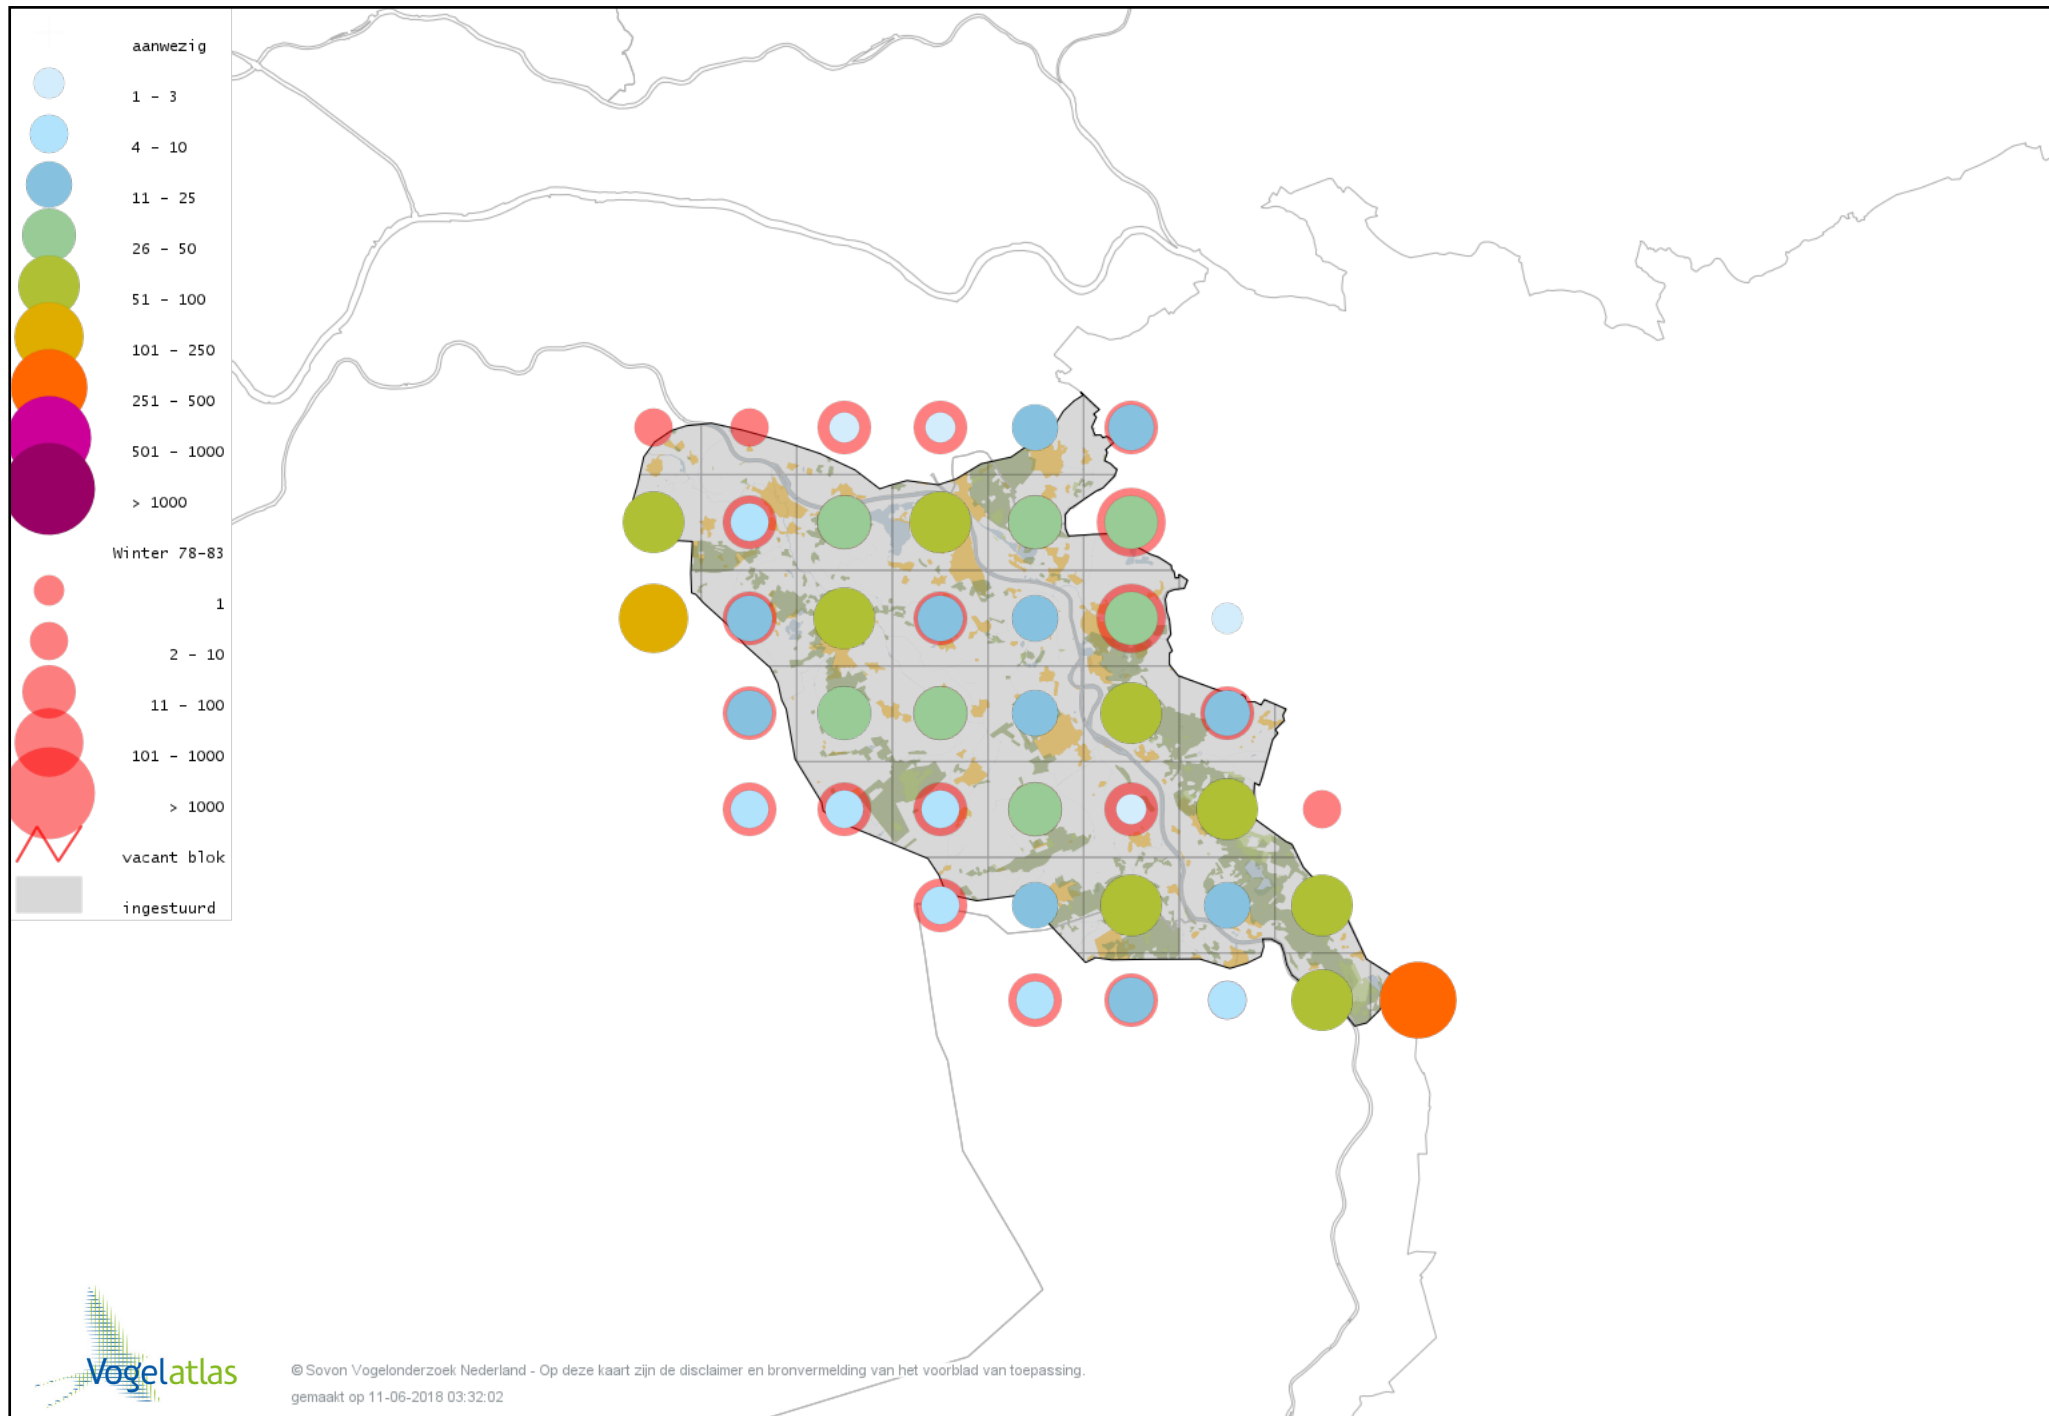 aanwezig
1 - 3
4 - 10
11 - 25
26 - 50
51 - 100
101 - 250
251 - 500
501 - 1000
> 1000
Winter 78-83
1
2 - 10
11 - 100
101 - 1000
> 1000
vacant blok
ingestuurd
Vogelatlas
© Sovon Vogelonderzoek Nederland - Op deze kaart zijn de disclaimer en bronvermelding van het voorblad van toepassing.
gemaakt op 11-06-2018 03:32:02